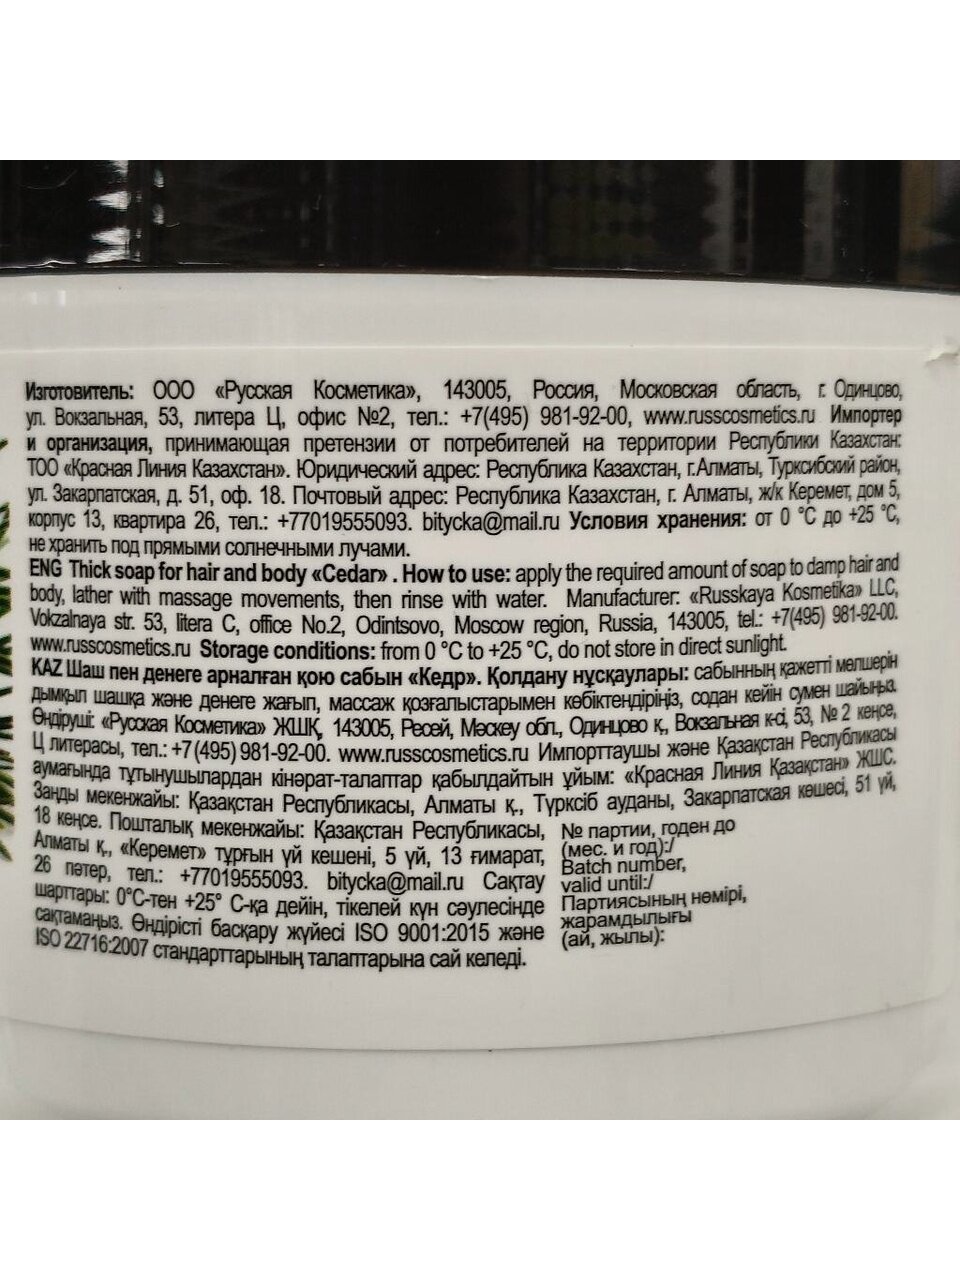 Изготовитель: ООО «Русская Косметика», 143005, Россия, Московская область, г. Одинцово,
ул. Вокзальная, 53, литера Ц, офис №2, тел.: +7(495) 981-92-00, www.russcosmetics.ru Импортер
и организация, принимающая претензии от потребителей на территории Республики Казахстан:
ТОО «Красная Линия Казахстан». Юридический адрес: Республика Казахстан, г.Алматы, Турксибский район,
ул. Закарпатская, д. 51, оф. 18. Почтовый адрес: Республика Казахстан, г. Алматы, ж/к Керемет, дом 5,
корпус 13, квартира 26, тел.: +77019555093. bitycka@mail.ru Условия хранения: от 0 °С до +25 °С,
не хранить под прямыми солнечными лучами.
ENG Thick soap for hair and body «Cedar» . How to use: apply the required amount of soap to damp hair and
body, lather with massage movements, then rinse with water. Manufacturer: «Russkaya Kosmetika» LLC,
Vokzalnaya str. 53, litera C, office No.2, Odintsovo, Moscow region, Russia, 143005, tel.: +7(495) 981-92-00.
www.russcosmetics.ru Storage conditions: from 0 °C to +25 °C, do not store in direct sunlight.
KAZ Шаш пен денеге арналған қою сабын «Кедр». Қолдану нұсқаулары: сабынның қажетті мөлшерін
дымқыл шашқа және денеге жағып, массаж қозғалыстарымен көбіктендіріңіз, содан кейін сумен шайыңыз.
Өндіруші: «Русская Косметика» ЖШҚ, 143005, Ресей, Мәскеу обл., Одинцово қ., Вокзальная к-сі, 53, № 2 кеңсе,
Ц литерасы, тел.: +7 (495) 981-92-00. www.russcosmetics.ru Импорттаушы және Қазақстан Республикасы
аумағында тұтынушылардан кінәрат-талаптар қабылдайтын ұйым: «Красная Линия Қазақстан» ЖШС.
Заңды мекенжайы: Қазақстан Республикасы, Алматы қ., Түрксіб ауданы, Закарпатская көшесі, 51 үй,
18 кеңсе. Пошталық мекенжайы: Қазақстан Республикасы,
Алматы қ., «Керемет» тұрғын үй кешені, 5 үй, 13 ғимарат,
26 пәтер, тел.: +77019555093. bitycka@mail.ru Сақтау
шарттары: 0°С-тен +25° С-қа дейін, тікелей күн сәулесінде
сақтамаңыз. Өндірісті басқару жүйесі ISO 9001:2015 және
ISO 22716:2007 стандарттарының талаптарына сай келеді.
№ партии, годен до
(мес. и год):/
Batch number,
valid until:/
Партиясының нөмірі,
жарамдылығы
(ай, жылы):